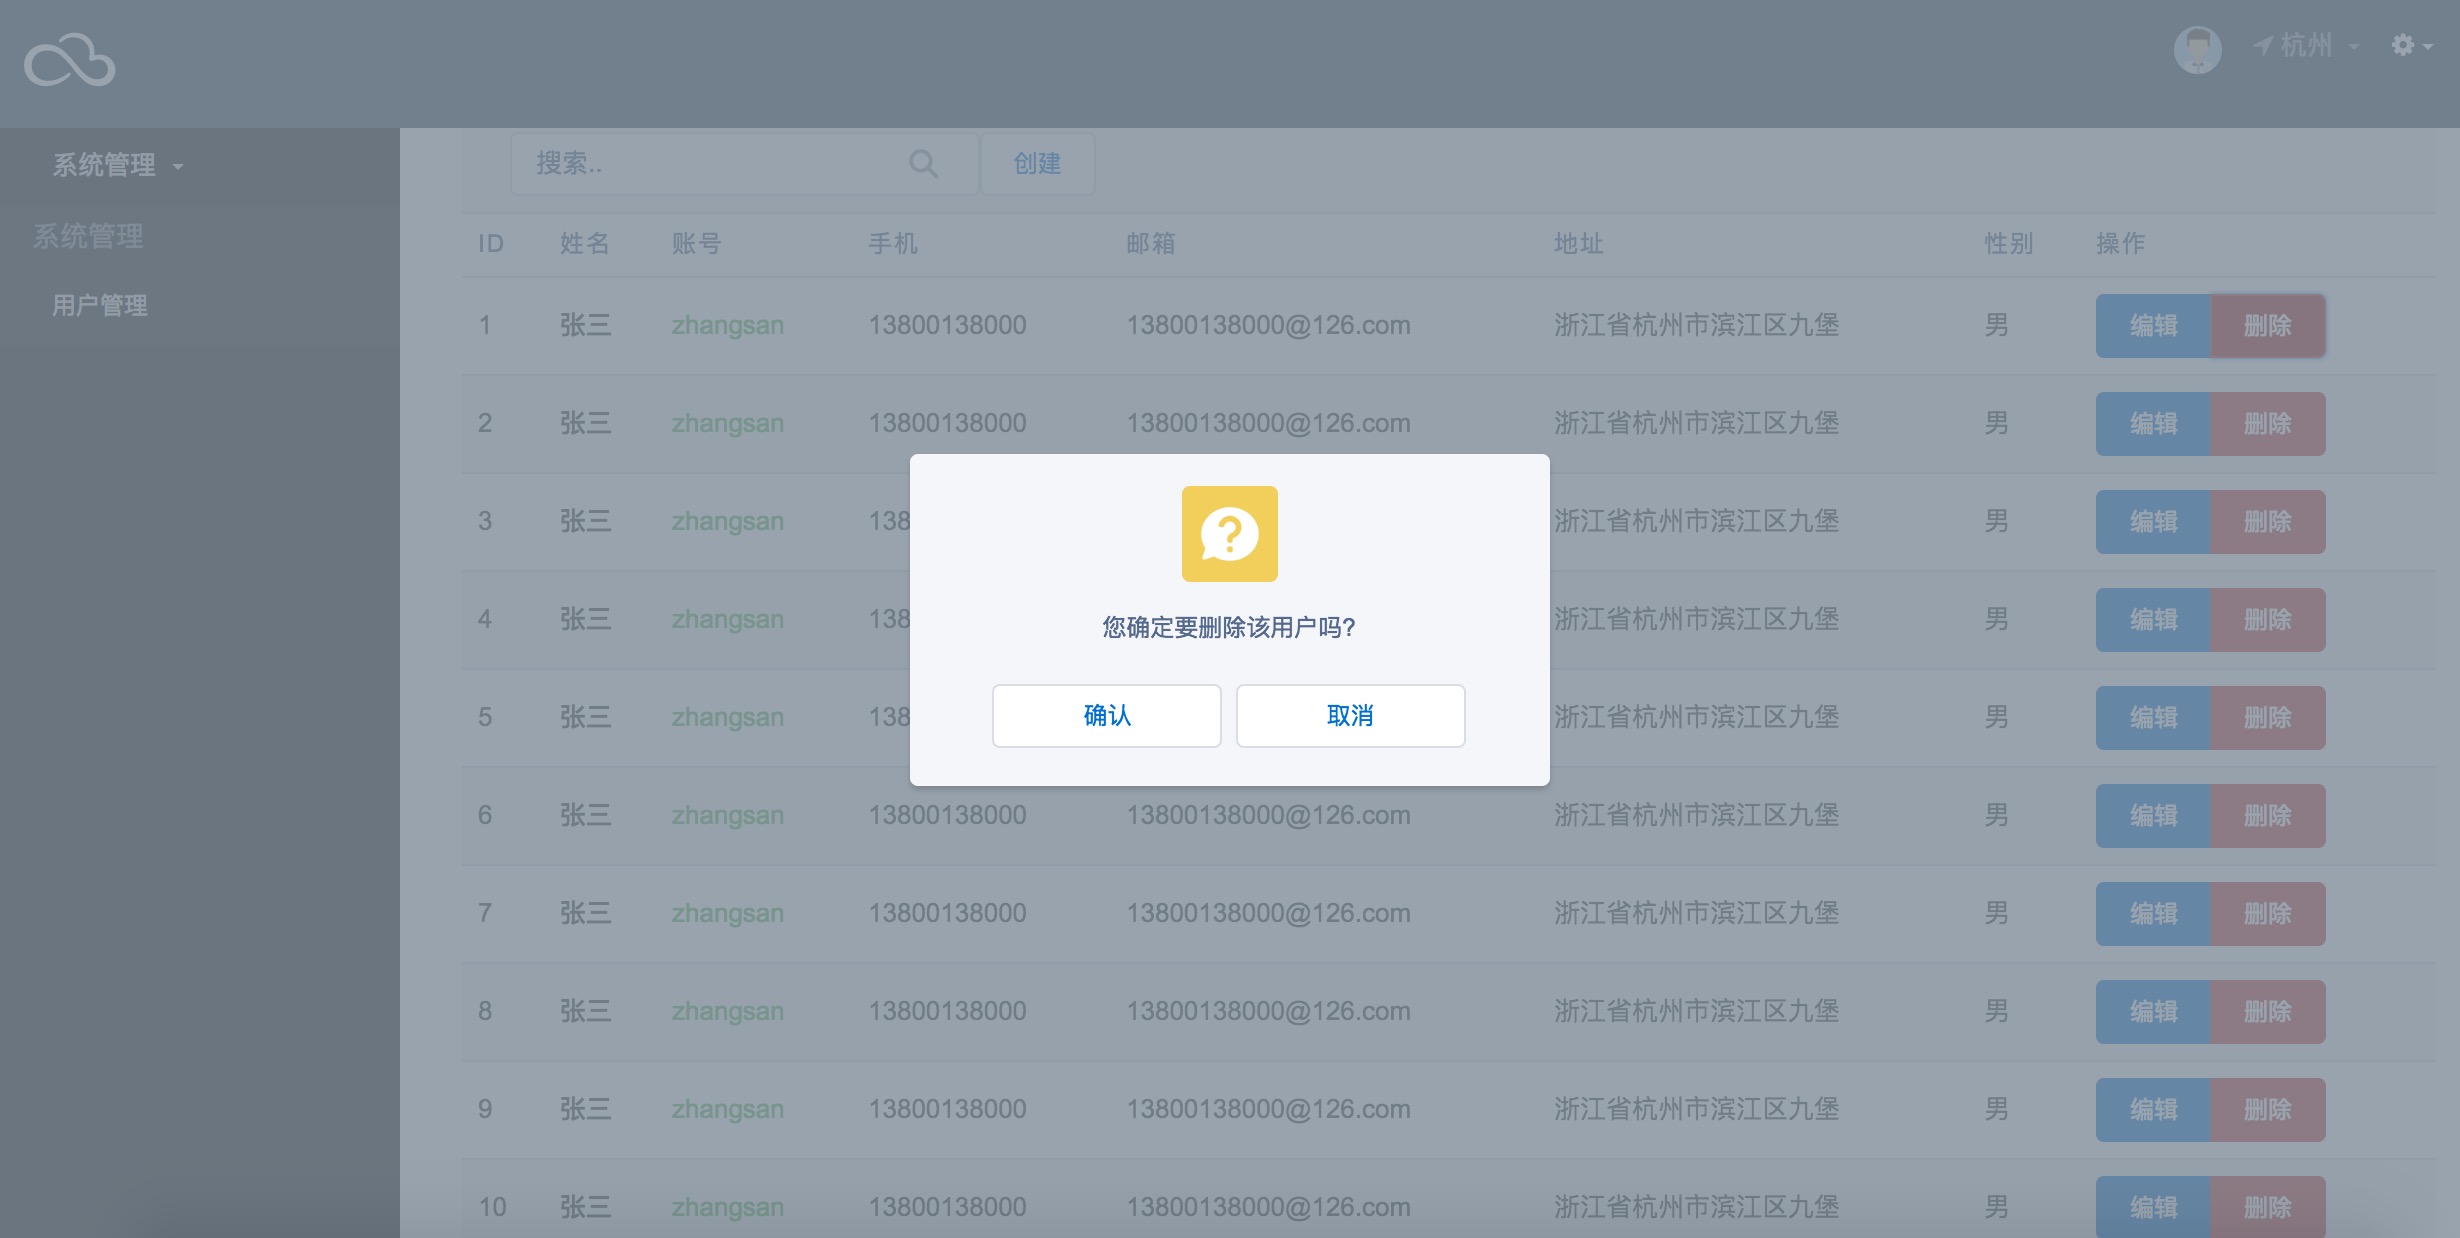 杭州
系统管理
搜索..
创建
系统管理
用户管理
ID 姓名 账号 手机 邮箱 地址 性别 操作
1 张三 zhangsan 13800138000 13800138000@126.com 浙江省杭州市滨江区九堡 男 编辑 删除
2 张三 zhangsan 13800138000 13800138000@126.com 浙江省杭州市滨江区九堡 男 编辑 删除
3 张三 zhangsan 138 浙江省杭州市滨江区九堡 男 编辑 删除
4 张三 zhangsan 138 浙江省杭州市滨江区九堡 男 编辑 删除
您确定要删除该用户吗?
确认 取消
5 张三 zhangsan 138 浙江省杭州市滨江区九堡 男 编辑 删除
6 张三 zhangsan 13800138000 13800138000@126.com 浙江省杭州市滨江区九堡 男 编辑 删除
7 张三 zhangsan 13800138000 13800138000@126.com 浙江省杭州市滨江区九堡 男 编辑 删除
8 张三 zhangsan 13800138000 13800138000@126.com 浙江省杭州市滨江区九堡 男 编辑 删除
9 张三 zhangsan 13800138000 13800138000@126.com 浙江省杭州市滨江区九堡 男 编辑 删除
10 张三 zhangsan 13800138000 13800138000@126.com 浙江省杭州市滨江区九堡 男 编辑 删除